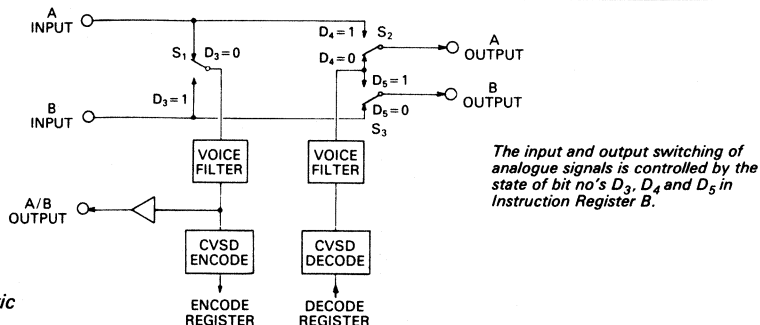 A
INPUT
S1
D3=0
D3=1
D4=1
S2
D4=0
A
OUTPUT
D5=1
D5=0
S3
B
OUTPUT
B
INPUT
VOICE
FILTER
VOICE
FILTER
A/B
OUTPUT
CVSD
ENCODE
CVSD
DECODE
ENCODE
REGISTER
DECODE
REGISTER
The input and output switching of
analogue signals is controlled by the
state of bit no's D3, D4 and D5 in
Instruction Register B.
ic